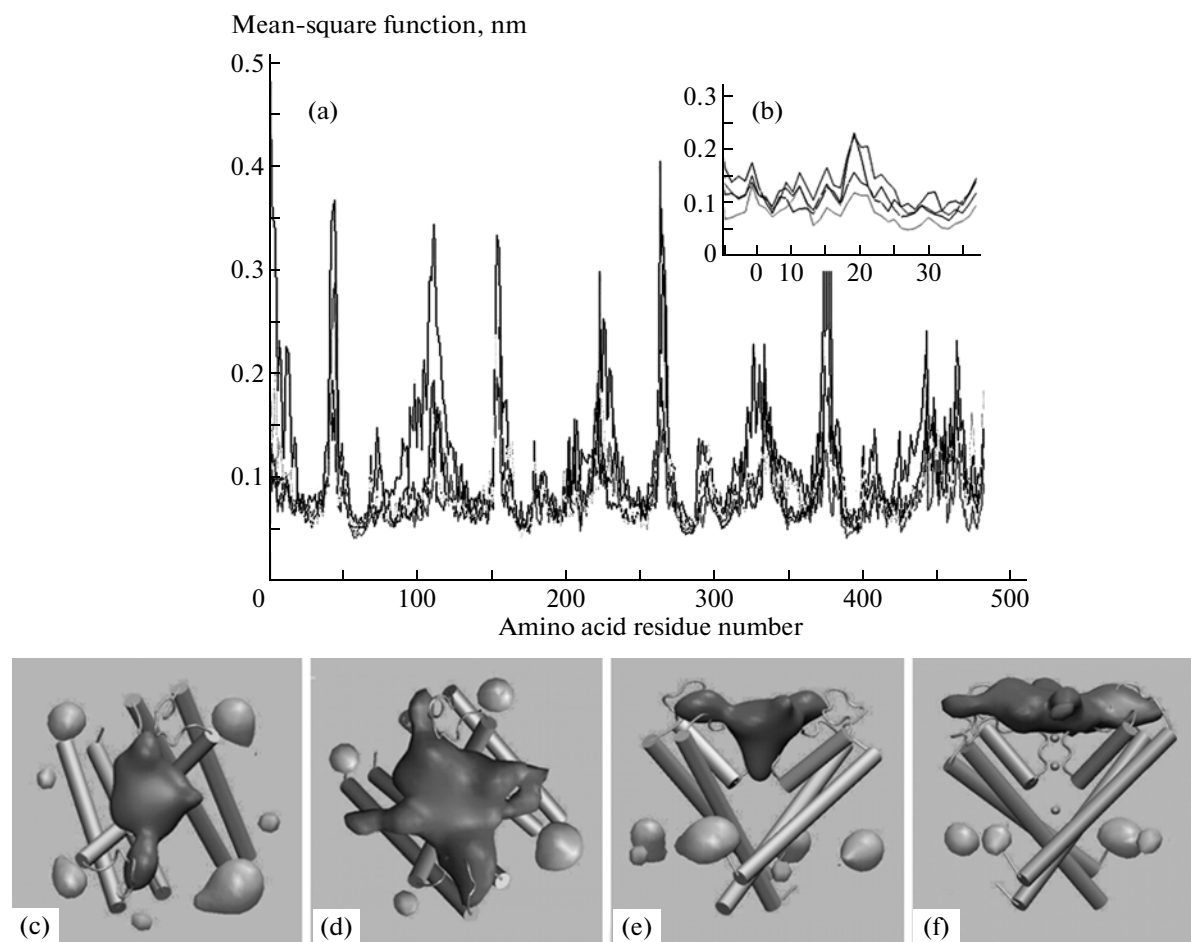 Mean-square function, nm
0.5
(a)
0.4
0.3
0.2
0.1
0 100 200 300 400 500
Amino acid residue number
0.3
(b)
0.2
0.1
0
0 10 20 30
(c) (d) (e) (f)